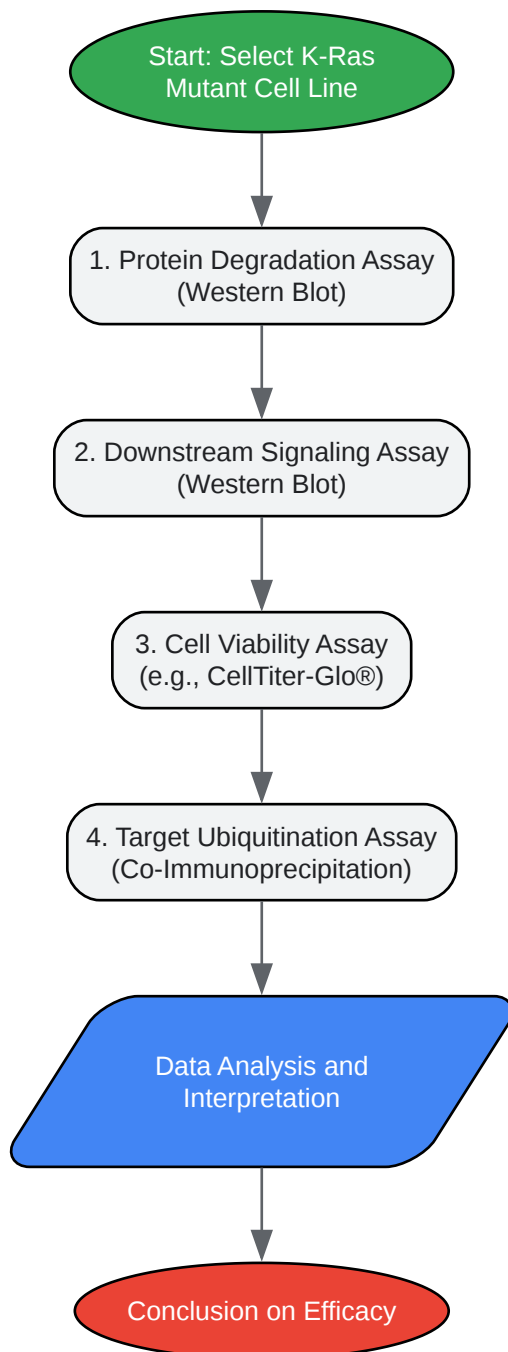 Start: Select K-Ras
Mutant Cell Line
1. Protein Degradation Assay
(Western Blot)
2. Downstream Signaling Assay
(Western Blot)
3. Cell Viability Assay
(e.g., CellTiter-Glo®)
4. Target Ubiquitination Assay
(Co-Immunoprecipitation)
Data Analysis and
Interpretation
Conclusion on Efficacy